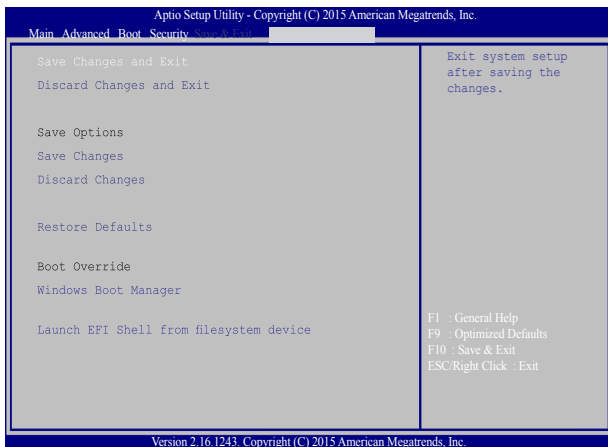 Aptio Setup Utility - Copyright (C) 2015 American Megatrends, Inc.
Main Advanced Boot Security Save & Exit
Save Changes and Exit
Discard Changes and Exit
Save Options
Save Changes
Discard Changes
Restore Defaults
Boot Override
Windows Boot Manager
Launch EFI Shell from filesystem device
Exit system setup
after saving the
changes.
F1 : General Help
F9 : Optimized Defaults
F10 : Save & Exit
ESC/Right Click : Exit
Version 2.16.1243. Copyright (C) 2015 American Megatrends, Inc.